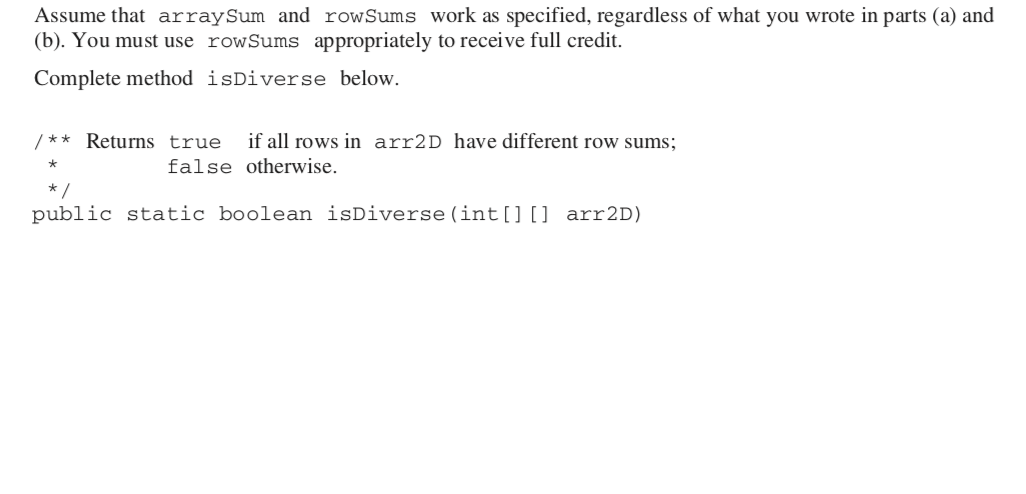 Assume that arraySum and rowSums work as specified, regardless of what you wrote in parts (a) and
(b). You must use rowSums appropriately to receive full credit.
Complete method isDiverse below.
/** Returns true if all rows in arr2D have different row sums;
* false otherwise.
*/
public static boolean isDiverse(int[][] arr2D)